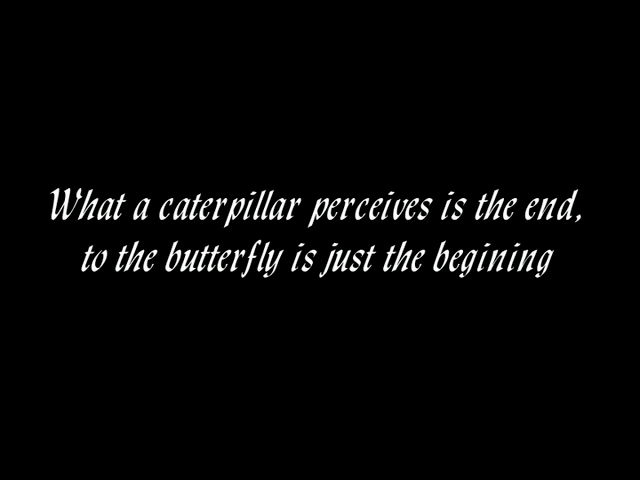 What a caterpillar perceives is the end,
to the butterfly is just the begining